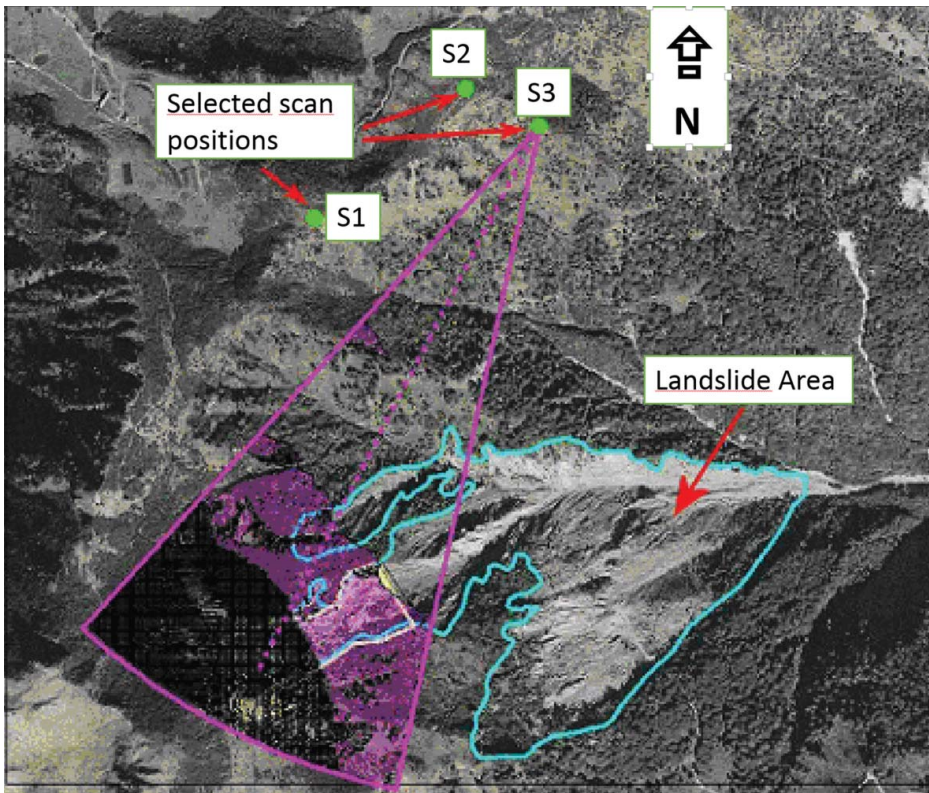 S2
S3
Selected scan
positions
N
S1
Landslide Area